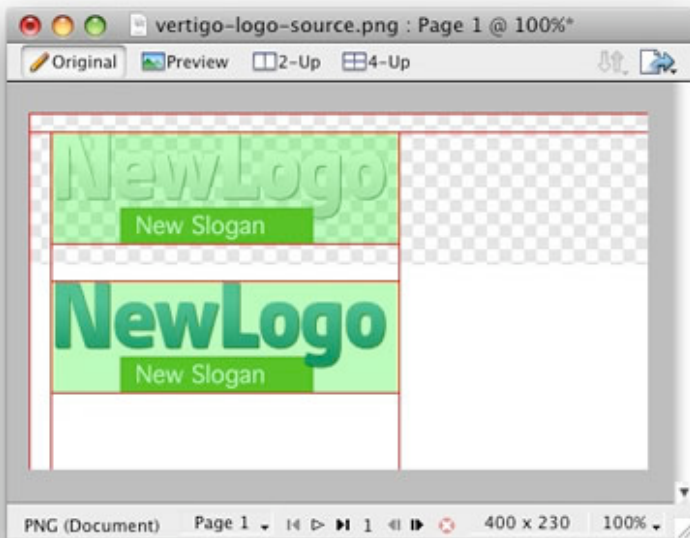 vertigo-logo-source.png : Page 1 @ 100%*
Original Preview 2-Up 4-Up
NewLogo
New Slogan
NewLogo
New Slogan
PNG (Document) Page 1 1 400 x 230 100%